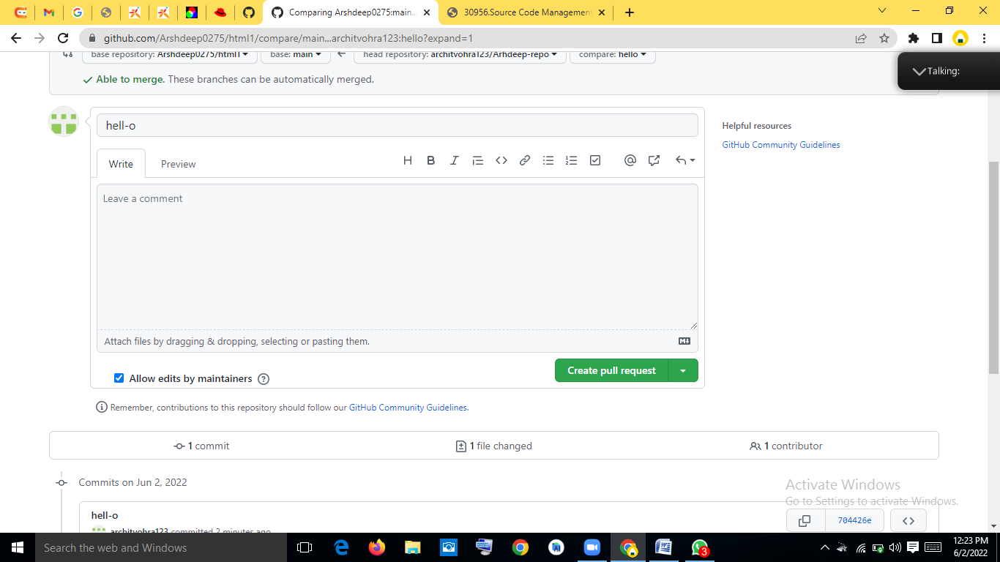 Comparing Arshdeep0275:main...
30956.Source Code Management
github.com/Arshdeep0275/html1/compare/main...architvohra123:hello?expand=1
base repository: Arshdeep0275/html1
base: main
head repository: architvohra123/Arhdeep-repo
compare: hello
Talking:
Able to merge. These branches can be automatically merged.
hell-o
Helpful resources
GitHub Community Guidelines
Write
Preview
Leave a comment
Attach files by dragging & dropping, selecting or pasting them.
Create pull request
Allow edits by maintainers
Remember, contributions to this repository should follow our GitHub Community Guidelines.
1 commit
1 file changed
1 contributor
Commits on Jun 2, 2022
Activate Windows
Go to Settings to activate Windows.
hell-o
architvohra123 committed 2 minutes ago
704426e
Search the web and Windows
3
12:23 PM
6/2/2022